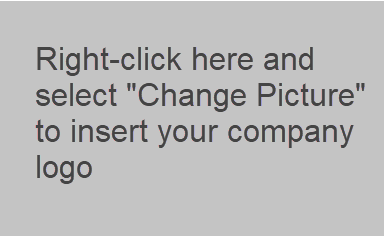 Right-click here and
select "Change Picture"
to insert your company
logo